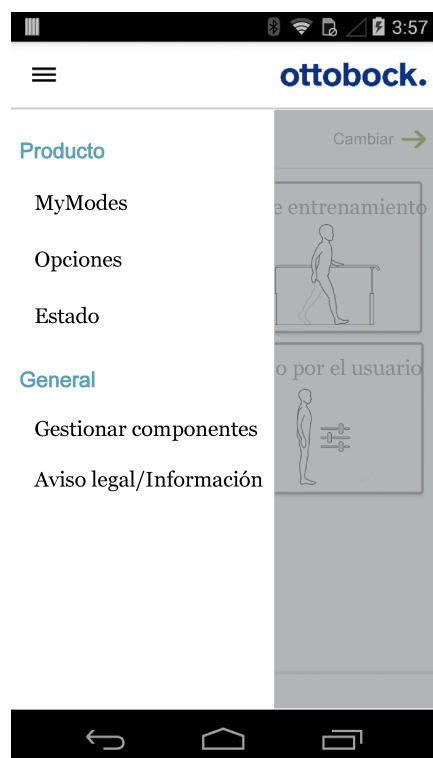 3:57
ottobock.
Producto
Cambiar
MyModes
e entrenamiento
Opciones
Estado
o por el usuario
General
Gestionar componentes
Aviso legal/Información